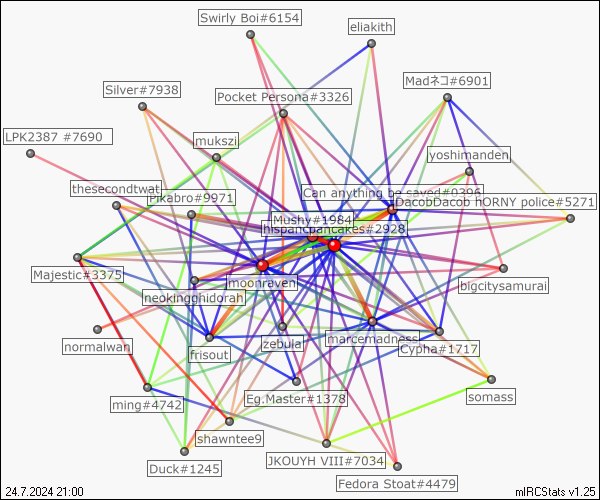 Swirly Boi#6154
eliakith
Madネコ#6901
Silver#7938
Pocket Persona#3326
LPK2387 #7690
mukszi
yoshimanden
thesecondtwat
Pikabro#9971
Can anything be saved#0396
DacobDacob hORNY police#5271
Mushy#1984
hispanicpancakes#2928
Majestic#3375
moonraven
bigcitysamurai
neokingghidorah
normalwan
frisout
zebula
marcemadness
Cypha#1717
ming#4742
Eg.Master#1378
somass
shawntee9
Duck#1245
JKOUYH VIII#7034
Fedora Stoat#4479
24.7.2024 21:00
mIRCStats v1.25